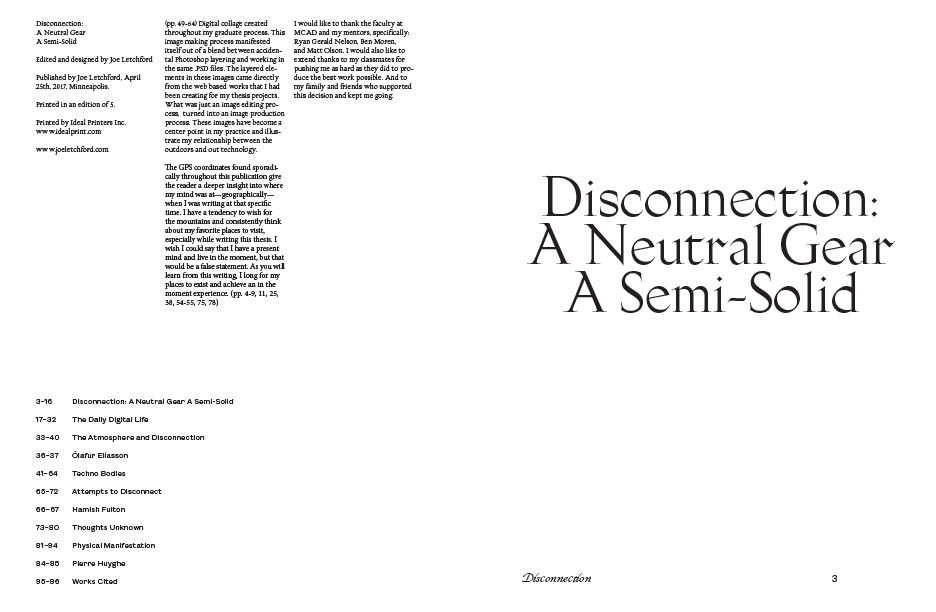 Disconnection:
A Neutral Gear
A Semi-Solid
Edited and designed by Joe Letchford
Published by Joe Letchford, April
25th, 2017, Minneapolis.
Printed in an edition of 5.
Printed by Ideal Printers Inc.
www.idealprint.com
www.joeletchford.com
(pp. 49-64) Digital collage created
throughout my graduate process. This
image making process manifested
itself out of a blend between acciden-
tal Photoshop layering and working in
the same .PSD files. The layered ele-
ments in these images came directly
from the web based works that I had
been creating for my thesis projects.
What was just an image editing pro-
cess, turned into an image production
process. These images have become a
center point in my practice and illus-
trate my relationship between the
outdoors and out technology.
The GPS coordinates found sporadi-
cally throughout this publication give
the reader a deeper insight into where
my mind was at—geographically—
when I was writing at that specific
time. I have a tendency to wish for
the mountains and consistently think
about my favorite places to visit,
especially while writing this thesis. I
wish I could say that I have a present
mind and live in the moment, but that
would be a false statement. As you will
learn from this writing, I long for my
places to exist and achieve an in the
moment experience. (pp. 4-9, 11, 25,
38, 54-55, 75, 78)
I would like to thank the faculty at
MCAD and my mentors, specifically:
Ryan Gerald Nelson, Ben Moren,
and Matt Olson. I would also like to
extend thanks to my classmates for
pushing me as hard as they did to pro-
duce the best work possible. And to
my family and friends who supported
this decision and kept me going.
3–16 Disconnection: A Neutral Gear A Semi-Solid
17–32 The Daily Digital Life
33–40 The Atmosphere and Disconnection
36–37 Ólafur Elíasson
41–64 Techno Bodies
65–72 Attempts to Disconnect
66–67 Hamish Fulton
73–80 Thoughts Unknown
81–94 Physical Manifestation
84–85 Pierre Huyghe
95–96 Works Cited
Disconnection:
A Neutral Gear
A Semi-Solid
Disconnection 3